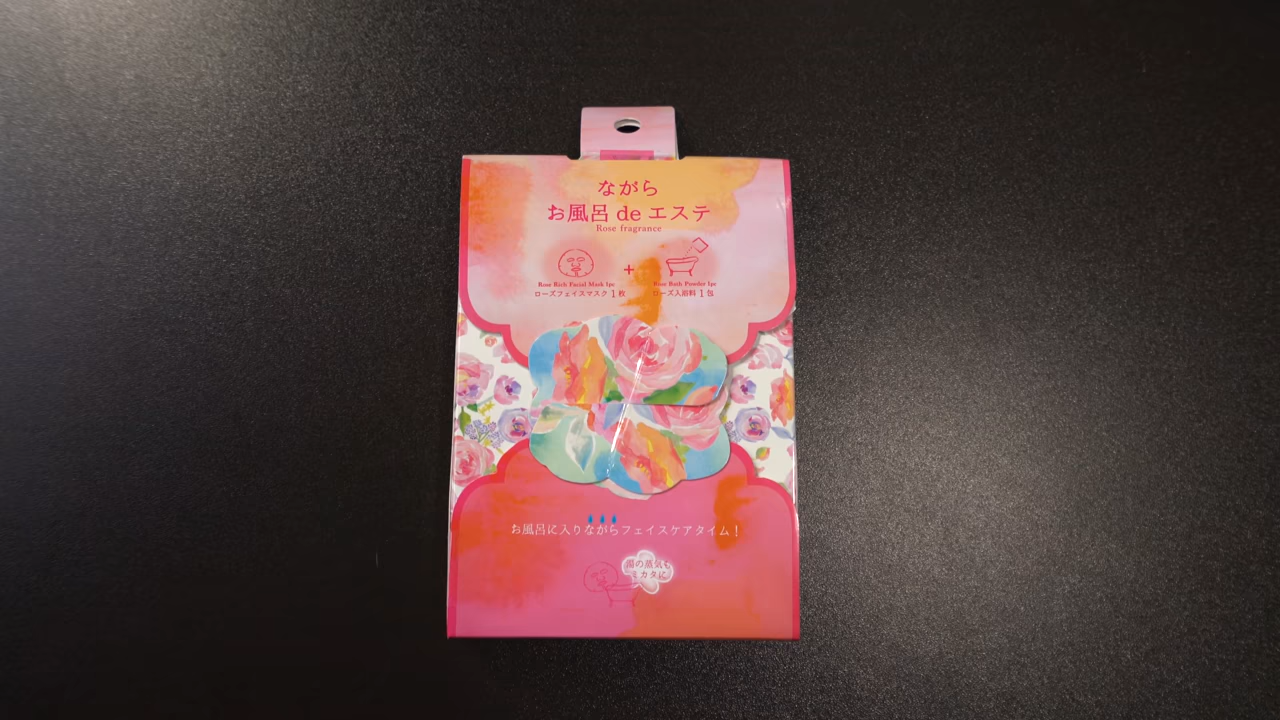 ながら
お風呂 de エステ
Rose fragrance
+
Rose Rich Facial Mask 1pc
ローズフェイスマスク 1枚
Rose Bath Powder 1pc
ローズ入浴料 1包
お風呂に入りながらフェイスケアタイム!
湯の蒸気も
ミカタに